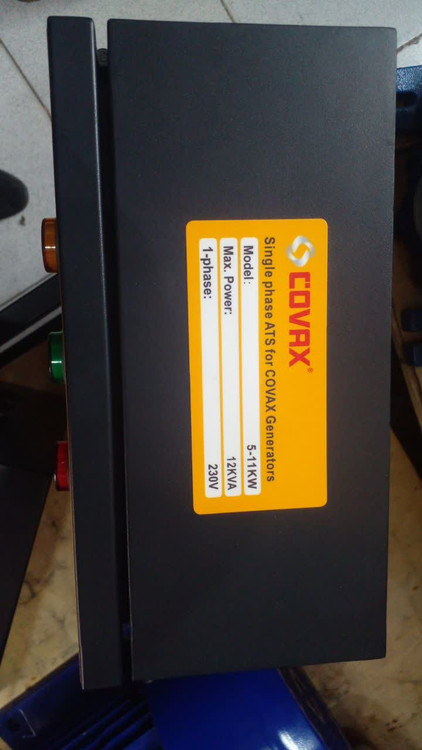 COVAX®
Single phase ATS for COVAX Generators
Model: 5-11KW
Max. Power: 12KVA
1-phase: 230V